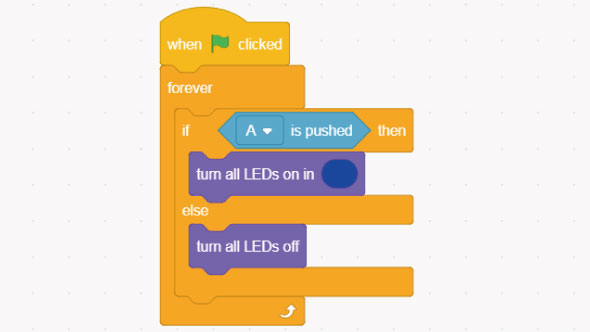 when clicked
forever
if A is pushed then
turn all LEDs on in
else
turn all LEDs off